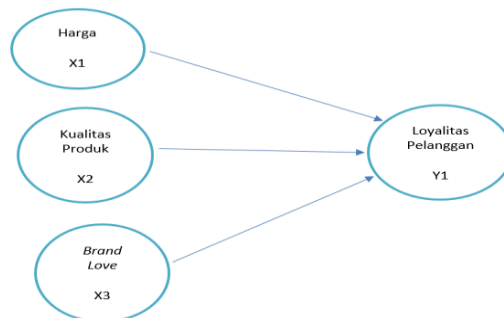 Harga
X1
Kualitas
Produk
X2
Brand
Love
X3
Loyalitas
Pelanggan
Y1